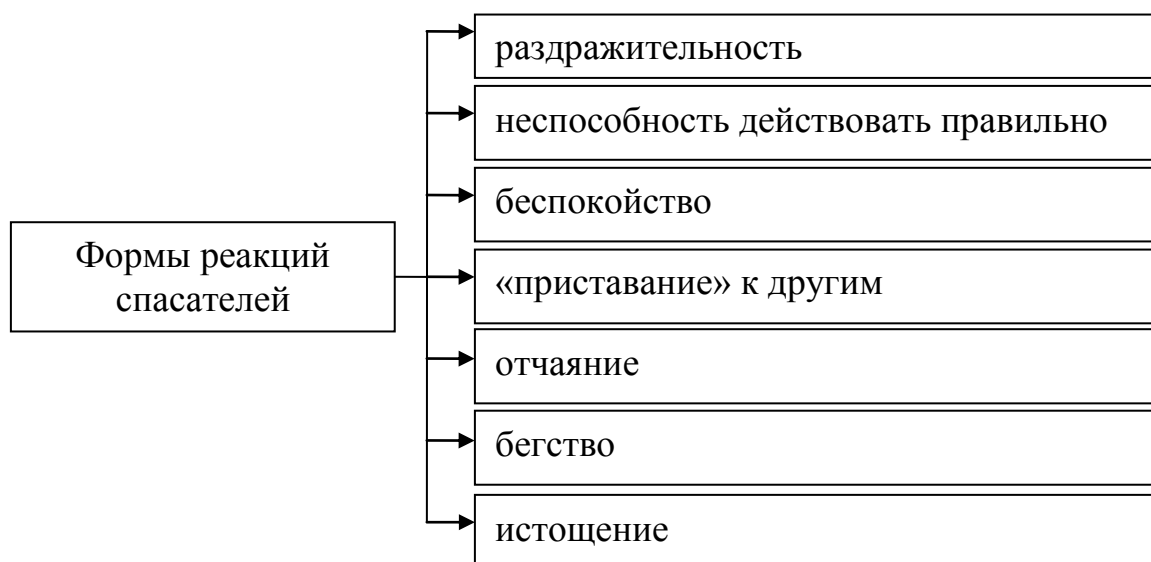 Формы реакций
спасателей
раздражительность
неспособность действовать правильно
беспокойство
«приставание» к другим
отчаяние
бегство
истощение